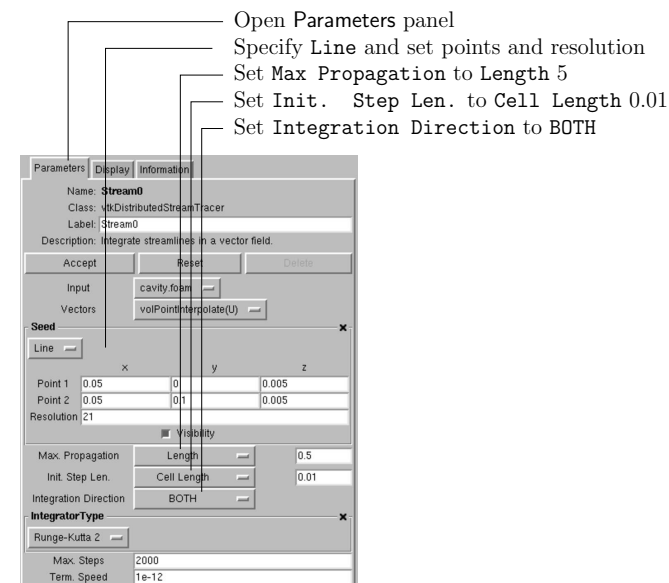 Open Parameters panel
Specify Line and set points and resolution
Set Max Propagation to Length 5
Set Init. Step Len. to Cell Length 0.01
Set Integration Direction to BOTH
Parameters Display Information
Name: Stream0
Class: vtkDistributedStreamTracer
Label: Stream0
Description: Integrate streamlines in a vector field.
Accept Reset Delete
Input cavity.foam
Vectors volPointInterpolate(U)
Seed
Line
x y z
Point 1 0.05 0 0.005
Point 2 0.05 0.1 0.005
Resolution 21
Visibility
Max. Propagation Length 0.5
Init. Step Len. Cell Length 0.01
Integration Direction BOTH
IntegratorType
Runge-Kutta 2
Max. Steps 2000
Term. Speed 1e-12